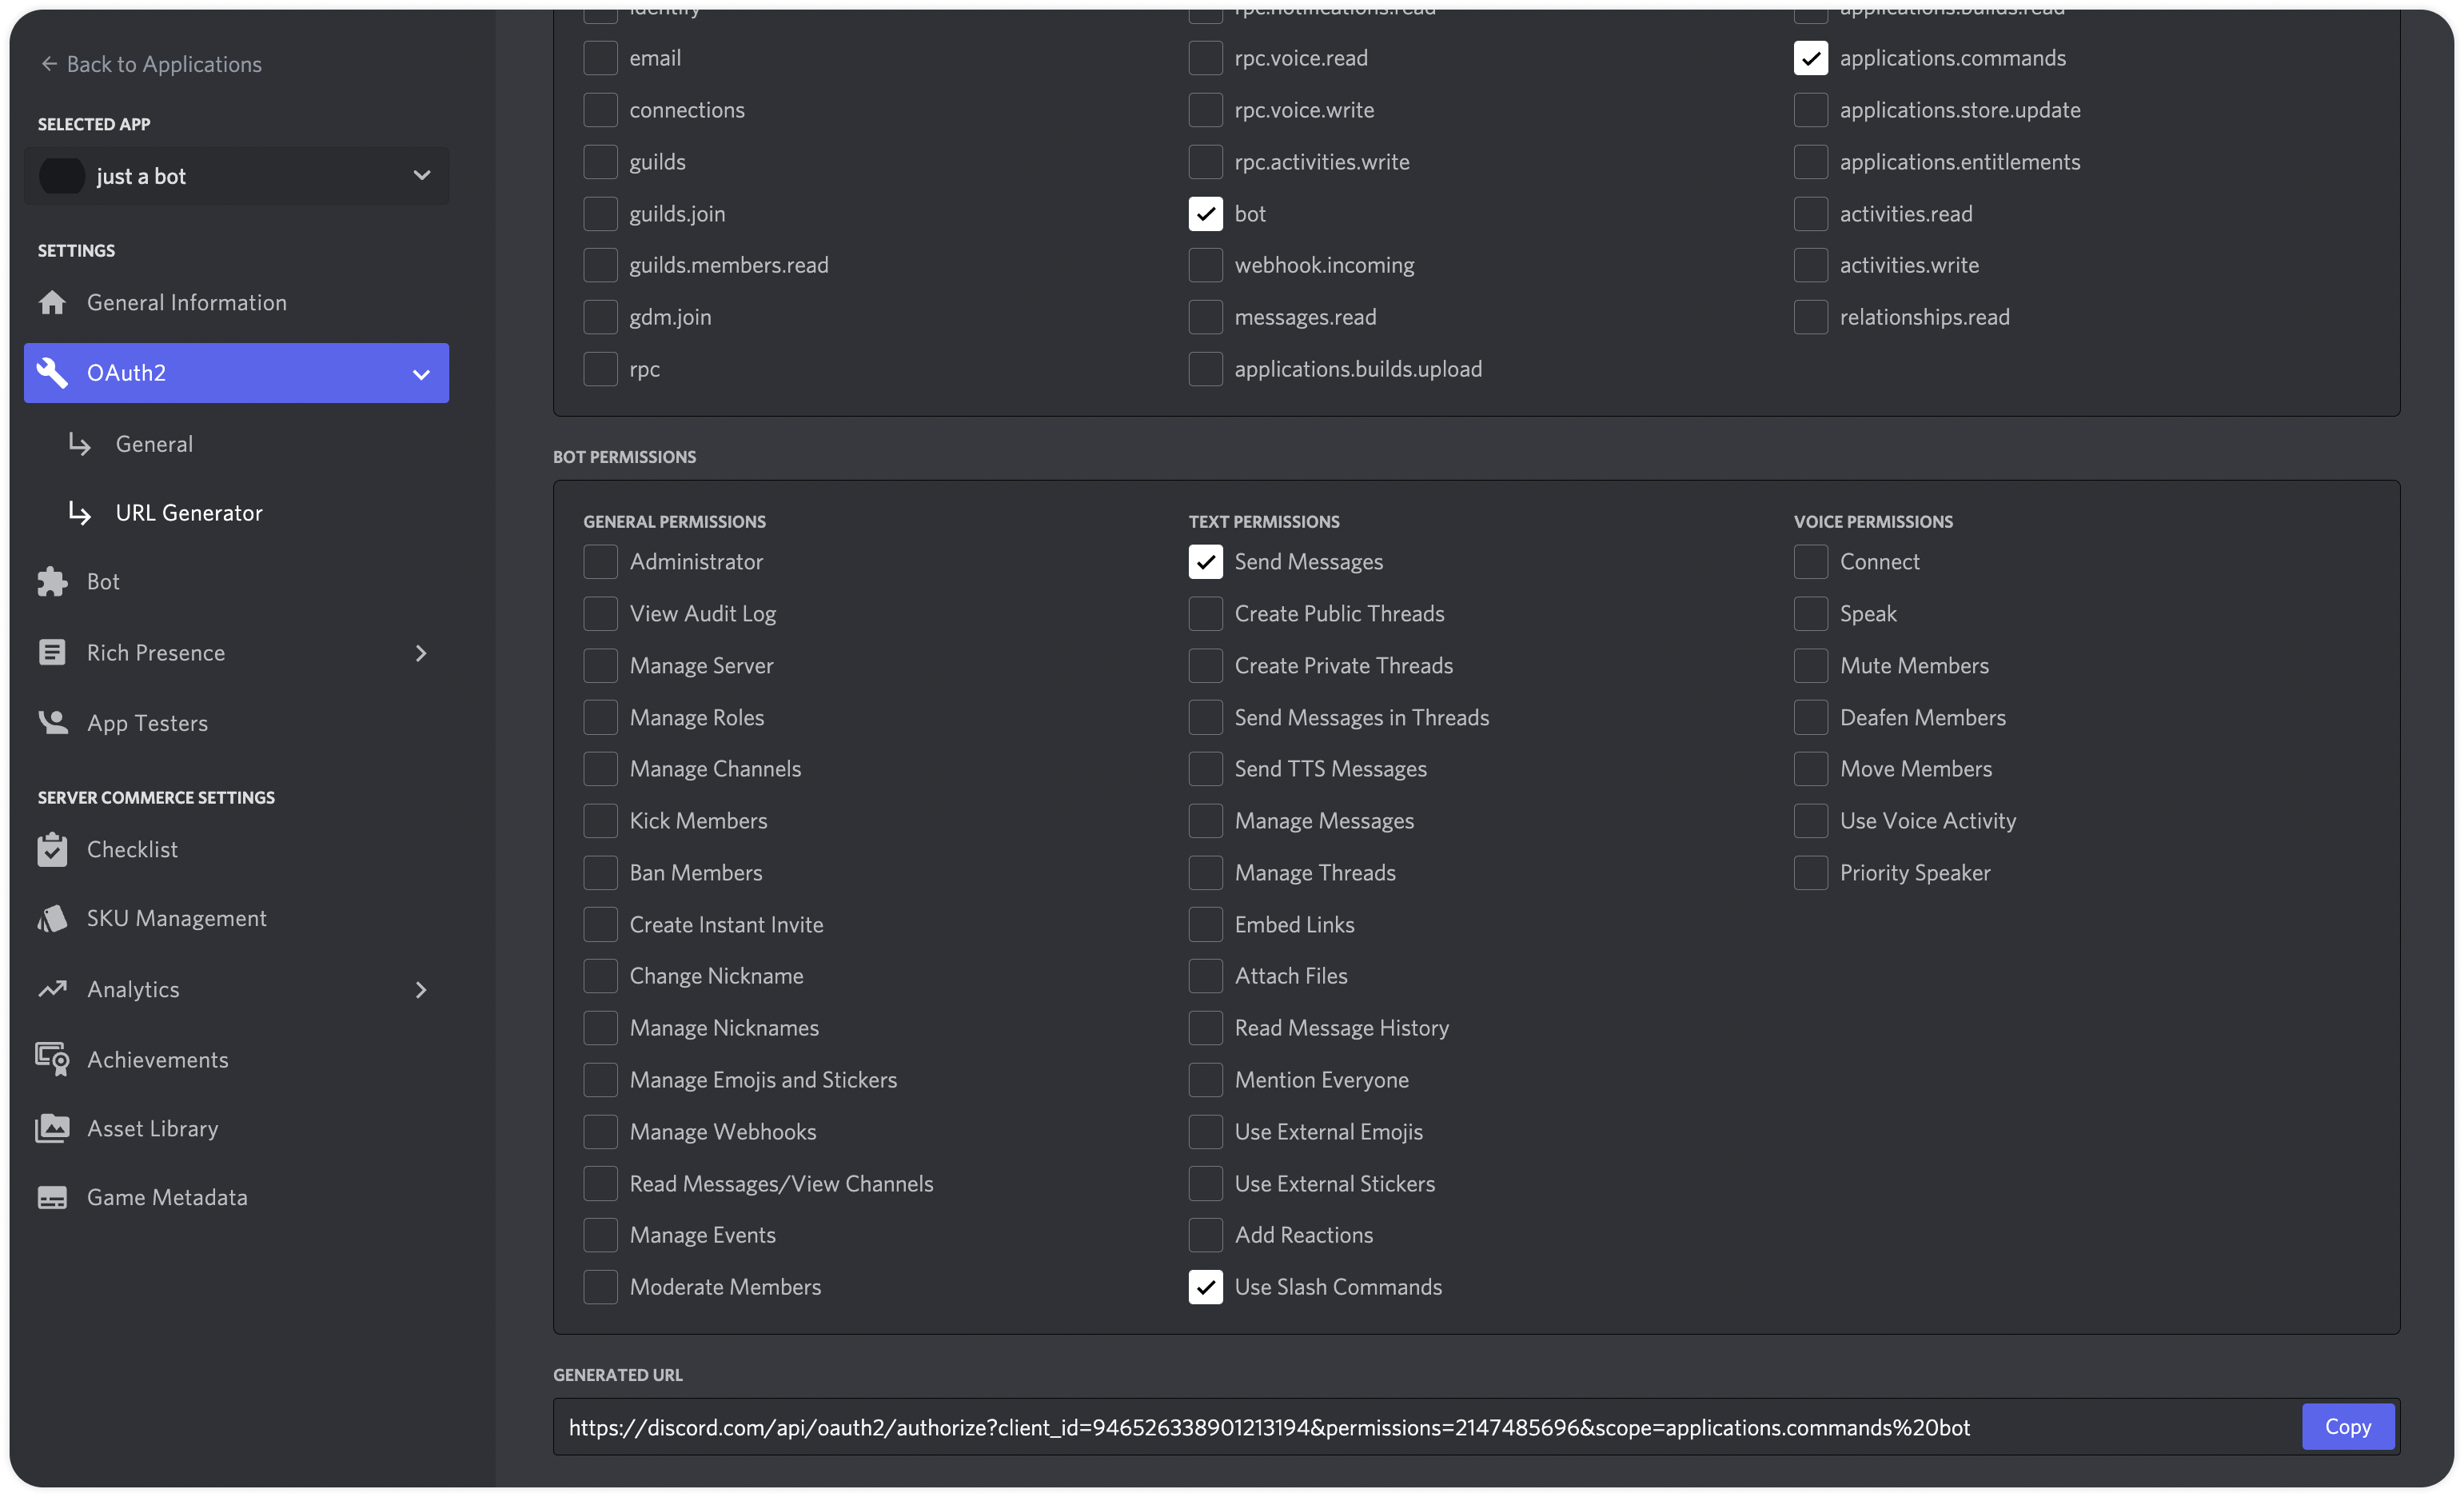 Back to Applications
SELECTED APP
just a bot
SETTINGS
General Information
OAuth2
General
URL Generator
Bot
Rich Presence
App Testers
SERVER COMMERCE SETTINGS
Checklist
SKU Management
Analytics
Achievements
Asset Library
Game Metadata
identify
email
connections
guilds
guilds.join
guilds.members.read
gdm.join
rpc
rpc.notifications.read
rpc.voice.read
rpc.voice.write
rpc.activities.write
bot
webhook.incoming
messages.read
applications.builds.upload
applications.builds.read
applications.commands
applications.store.update
applications.entitlements
activities.read
activities.write
relationships.read
BOT PERMISSIONS
GENERAL PERMISSIONS
Administrator
View Audit Log
Manage Server
Manage Roles
Manage Channels
Kick Members
Ban Members
Create Instant Invite
Change Nickname
Manage Nicknames
Manage Emojis and Stickers
Manage Webhooks
Read Messages/View Channels
Manage Events
Moderate Members
TEXT PERMISSIONS
Send Messages
Create Public Threads
Create Private Threads
Send Messages in Threads
Send TTS Messages
Manage Messages
Manage Threads
Embed Links
Attach Files
Read Message History
Mention Everyone
Use External Emojis
Use External Stickers
Add Reactions
Use Slash Commands
VOICE PERMISSIONS
Connect
Speak
Mute Members
Deafen Members
Move Members
Use Voice Activity
Priority Speaker
GENERATED URL
https://discord.com/api/oauth2/authorize?client_id=946526338901213194&permissions=2147485696&scope=applications.commands%20bot
Copy